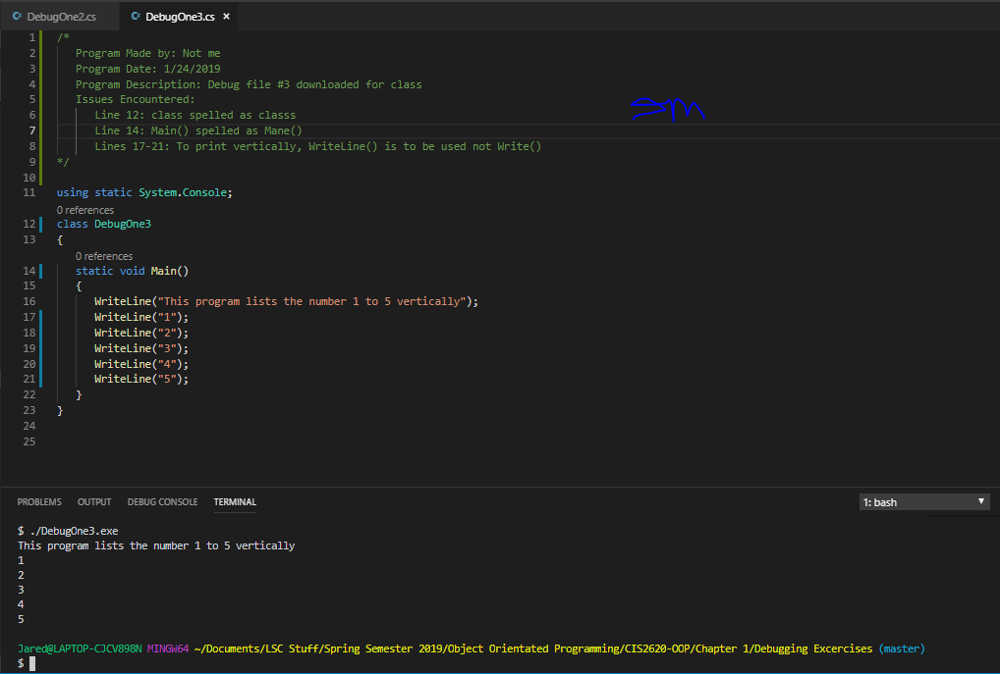 DebugOne2.cs DebugOne3.cs ×
1 /*
2 Program Made by: Not me
3 Program Date: 1/24/2019
4 Program Description: Debug file #3 downloaded for class
5 Issues Encountered:
6 Line 12: class spelled as classs
7 Line 14: Main() spelled as Mane()
8 Lines 17-21: To print vertically, WriteLine() is to be used not Write()
9 */
10
11 using static System.Console;
0 references
12 class DebugOne3
13 {
0 references
14 static void Main()
15 {
16 WriteLine("This program lists the number 1 to 5 vertically");
17 WriteLine("1");
18 WriteLine("2");
19 WriteLine("3");
20 WriteLine("4");
21 WriteLine("5");
22 }
23 }
24
25
PROBLEMS OUTPUT DEBUG CONSOLE TERMINAL 1: bash
$ ./DebugOne3.exe
This program lists the number 1 to 5 vertically
1
2
3
4
5
Jared@LAPTOP-CJCV898N MINGW64 ~/Documents/LSC Stuff/Spring Semester 2019/Object Orientated Programming/CIS2620-OOP/Chapter 1/Debugging Excercises (master)
$